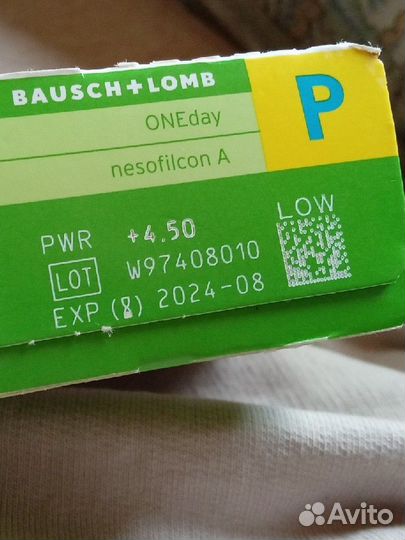 BAUSCH+LOMB
ONEday
nesofilcon A
P
LOW
PWR +4.50
LOT W97408010
EXP (⌛) 2024-08
Avito